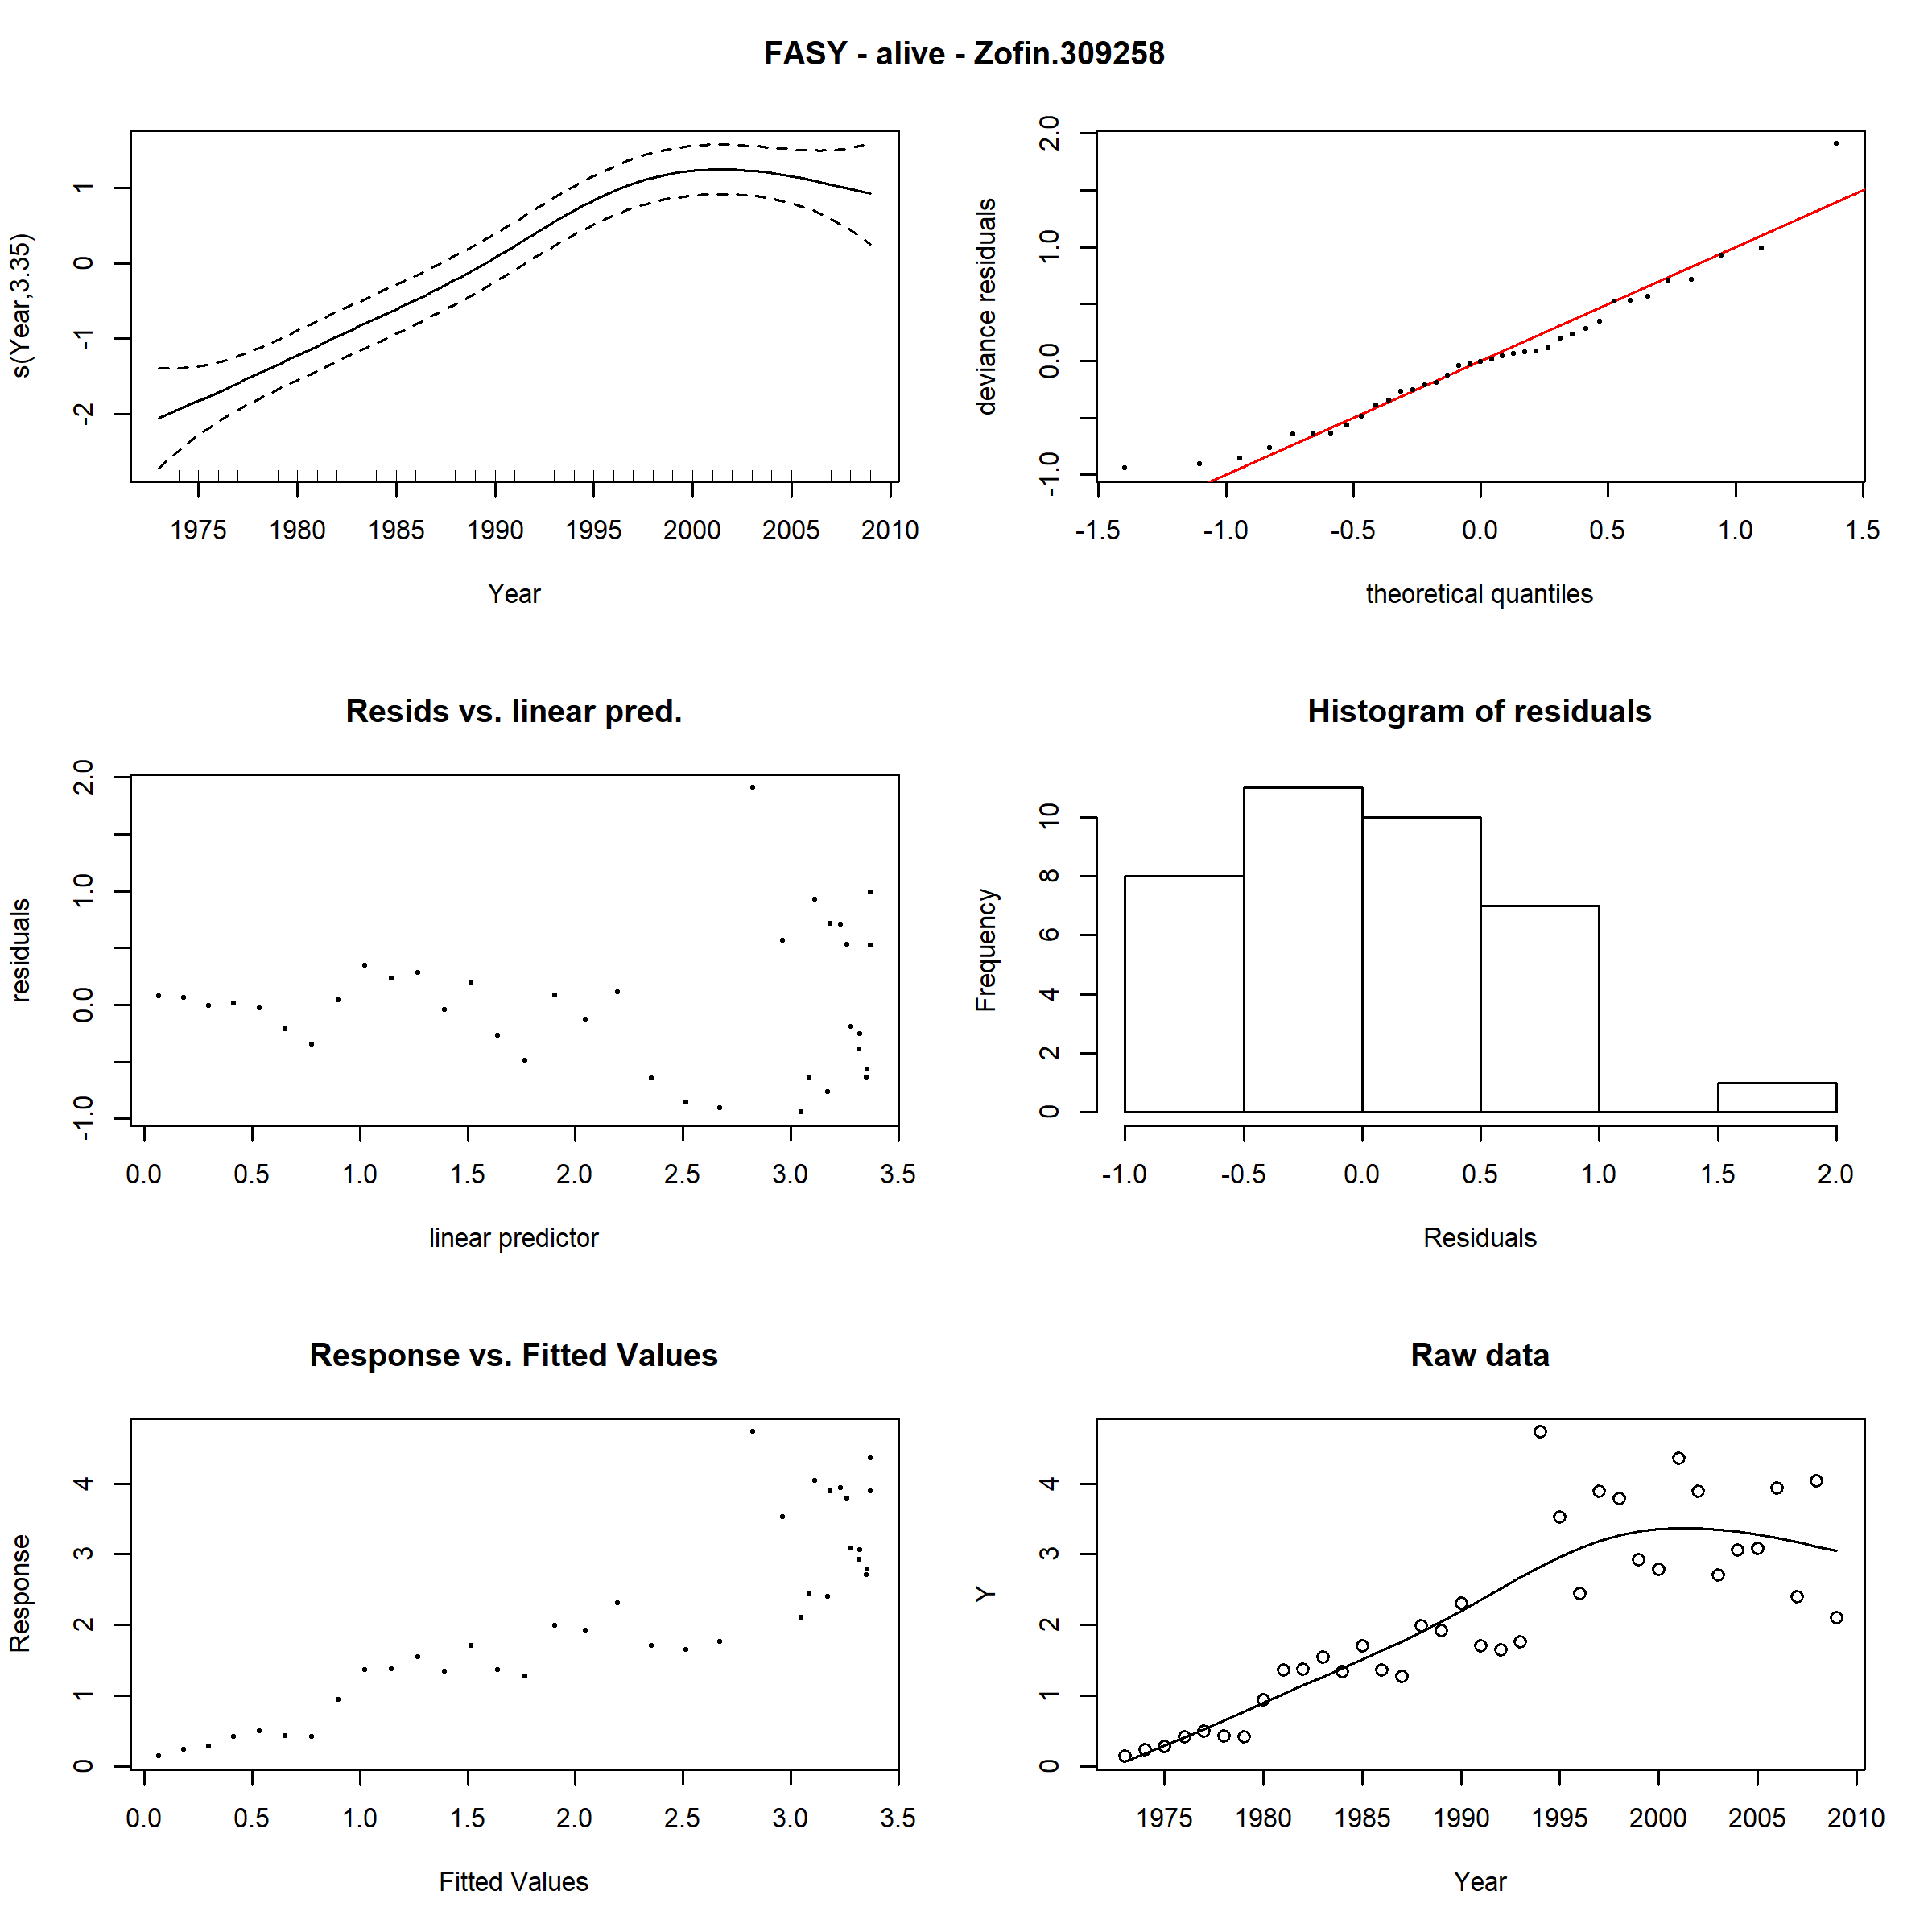 FASY - alive - Zofin.309258
s(Year,3.35)
1
0
-1
-2
1975 1980 1985 1990 1995 2000 2005 2010
Year
deviance residuals
2.0
1.0
0.0
-1.0
-1.5 -1.0 -0.5 0.0 0.5 1.0 1.5
theoretical quantiles
Resids vs. linear pred.
residuals
2.0
1.0
0.0
-1.0
0.0 0.5 1.0 1.5 2.0 2.5 3.0 3.5
linear predictor
Histogram of residuals
Frequency
10
8
6
4
2
0
-1.0 -0.5 0.0 0.5 1.0 1.5 2.0
Residuals
Response vs. Fitted Values
Response
4
3
2
1
0
0.0 0.5 1.0 1.5 2.0 2.5 3.0 3.5
Fitted Values
Raw data
Y
4
3
2
1
0
1975 1980 1985 1990 1995 2000 2005 2010
Year